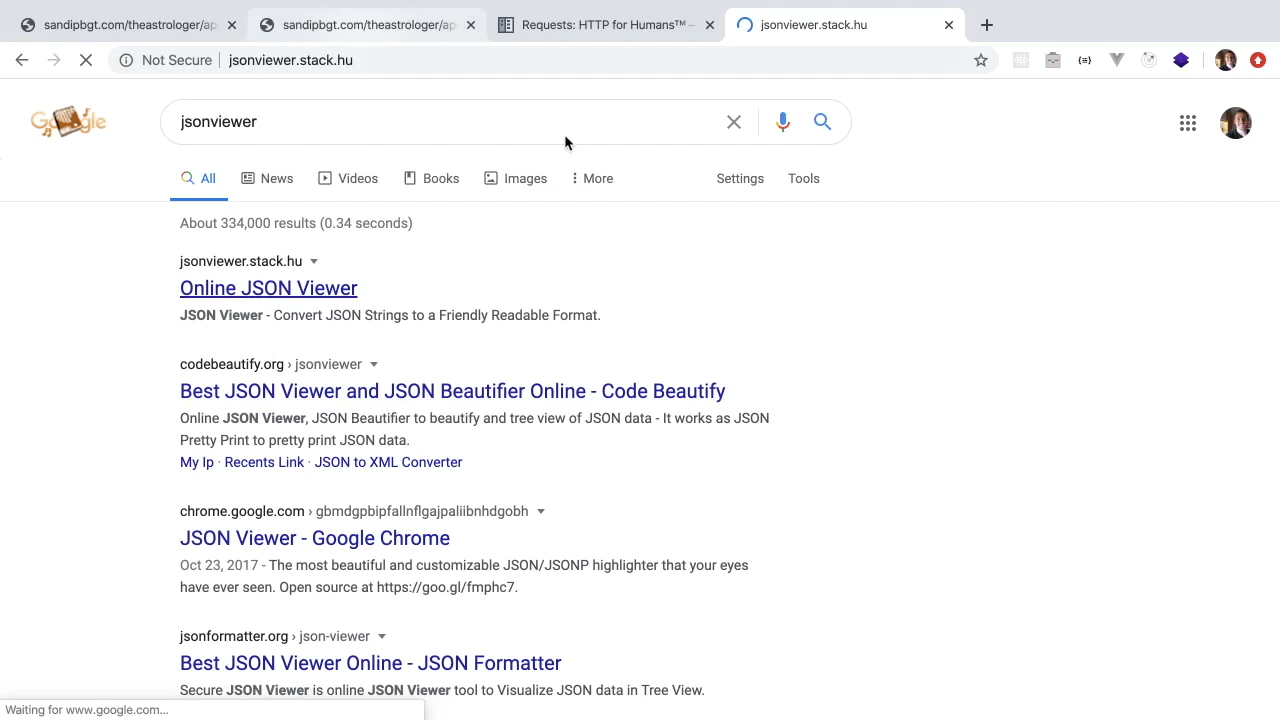 sandipbgt.com/theastrologer/ap
sandipbgt.com/theastrologer/ap
Requests: HTTP for Humans™ –
jsonviewer.stack.hu
Not Secure
jsonviewer.stack.hu
Google
jsonviewer
All
News
Videos
Books
Images
More
Settings
Tools
About 334,000 results (0.34 seconds)
jsonviewer.stack.hu
Online JSON Viewer
JSON Viewer - Convert JSON Strings to a Friendly Readable Format.
codebeautify.org › jsonviewer
Best JSON Viewer and JSON Beautifier Online - Code Beautify
Online JSON Viewer, JSON Beautifier to beautify and tree view of JSON data - It works as JSON
Pretty Print to pretty print JSON data.
My Ip · Recents Link · JSON to XML Converter
chrome.google.com › gbmdgpbipfallnflgajpaliibnhdgobh
JSON Viewer - Google Chrome
Oct 23, 2017 - The most beautiful and customizable JSON/JSONP highlighter that your eyes
have ever seen. Open source at https://goo.gl/fmphc7.
jsonformatter.org › json-viewer
Best JSON Viewer Online - JSON Formatter
Secure JSON Viewer is online JSON Viewer tool to Visualize JSON data in Tree View.
Waiting for www.google.com...